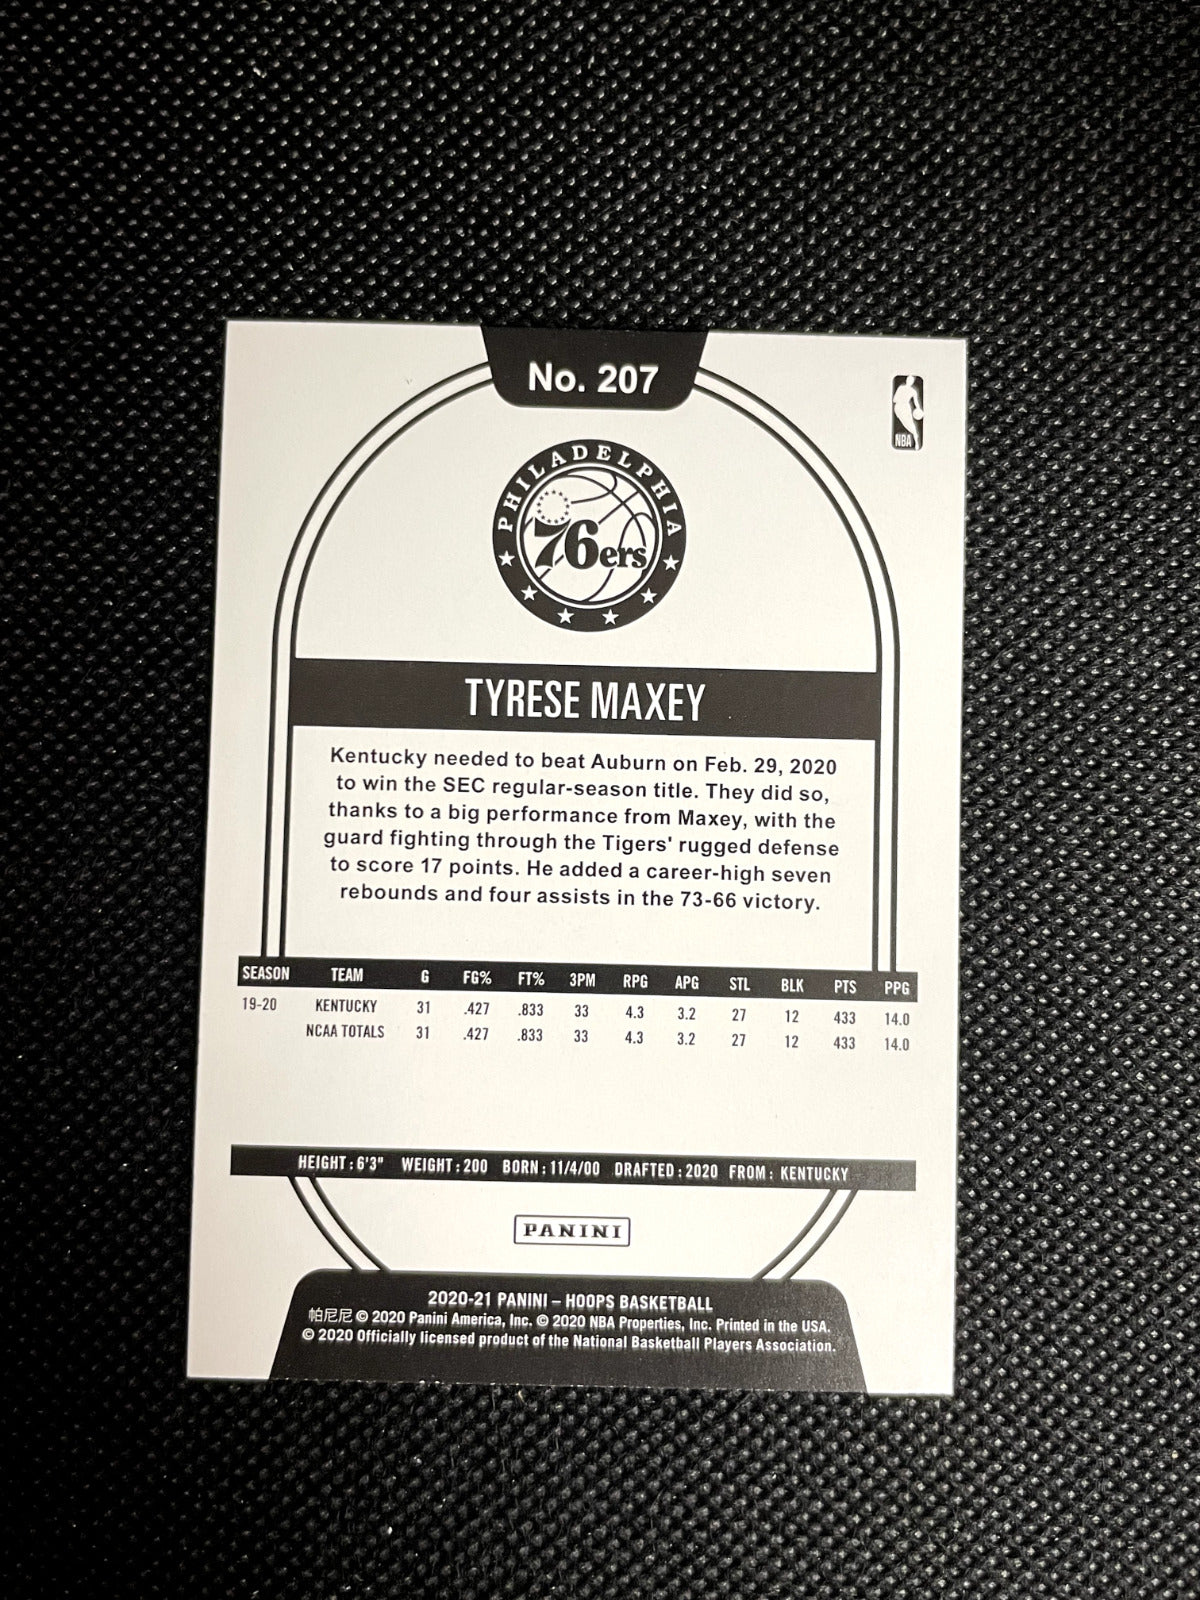 No. 207
NBA
PHILADELPHIA
76ers
TYRESE MAXEY
Kentucky needed to beat Auburn on Feb. 29, 2020
to win the SEC regular-season title. They did so,
thanks to a big performance from Maxey, with the
guard fighting through the Tigers' rugged defense
to score 17 points. He added a career-high seven
rebounds and four assists in the 73-66 victory.
SEASON TEAM G FG% FT% 3PM RPG APG STL BLK PTS PPG
19-20 KENTUCKY 31 .427 .833 33 4.3 3.2 27 12 433 14.0
NCAA TOTALS 31 .427 .833 33 4.3 3.2 27 12 433 14.0
HEIGHT: 6'3" WEIGHT: 200 BORN: 11/4/00 DRAFTED: 2020 FROM: KENTUCKY
PANINI
2020-21 PANINI – HOOPS BASKETBALL
帕尼尼 © 2020 Panini America, Inc. © 2020 NBA Properties, Inc. Printed in the USA.
© 2020 Officially licensed product of the National Basketball Players Association.